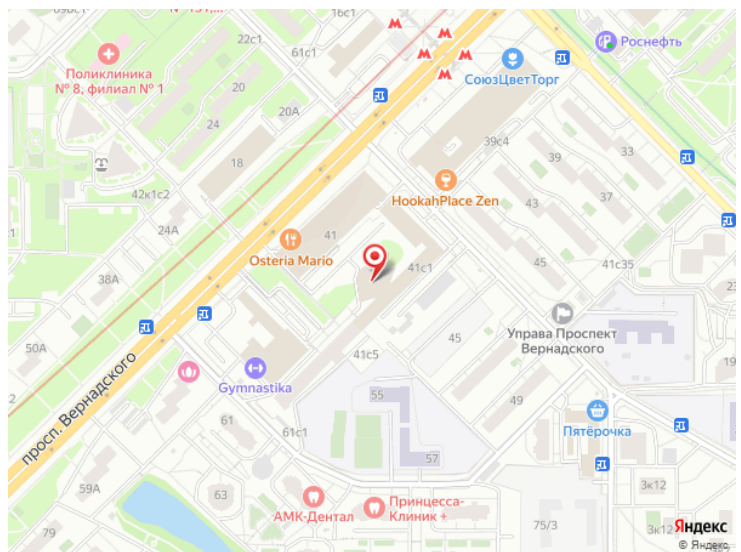 16с1
22с1
61с1
Роснефть
Поликлиника
№ 8, филиал № 1
СоюзЦветТорг
20А
24
39с4
18
33
39
42к1с2
HookahPlace Zen
43
37
24А
41
Osteria Mario
41с1
45
41с35
38А
Управа Проспект
Вернадского
45
50А
41с5
просп. Вернадского
Gymnastika
55
49
61
61с1
Пятёрочка
57
59А
63
3к12
АМК-Дентал
Принцесса-
Клиник +
75/3
3к12
79
Яндекс
© Яндекс